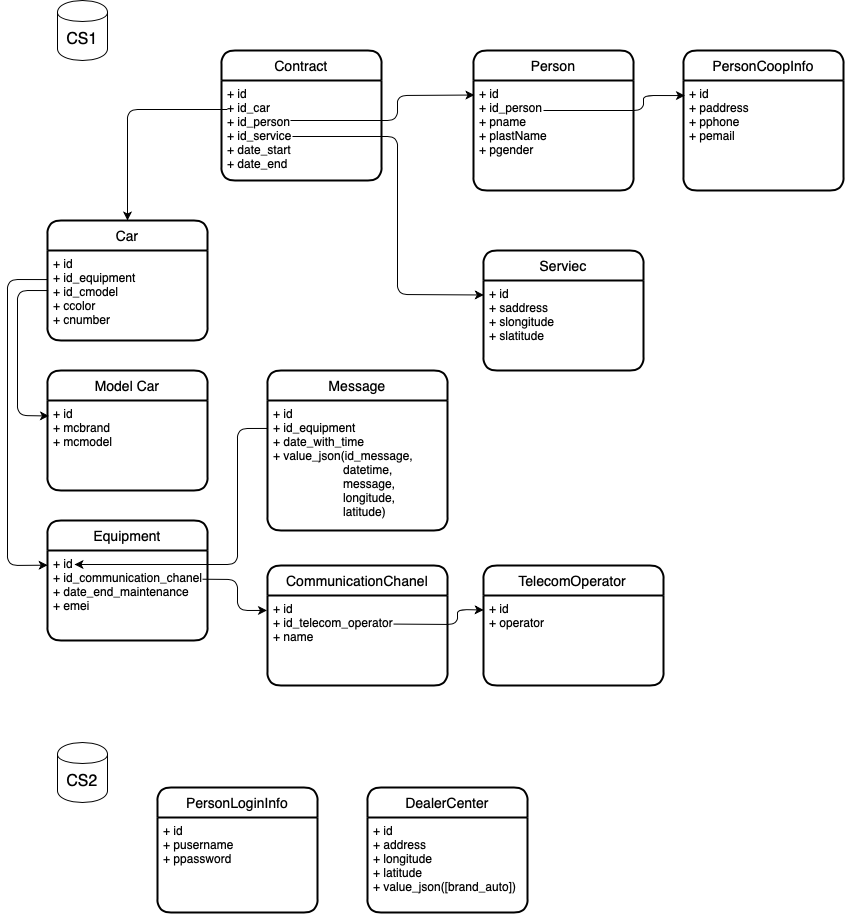 CS1
Contract
+ id
+ id_car
+ id_person
+ id_service
+ date_start
+ date_end
Person
+ id
+ id_person
+ pname
+ plastName
+ pgender
PersonCoopInfo
+ id
+ paddress
+ pphone
+ pemail
Car
+ id
+ id_equipment
+ id_cmodel
+ ccolor
+ cnumber
Serviec
+ id
+ saddress
+ slongitude
+ slatitude
Model Car
+ id
+ mcbrand
+ mcmodel
Message
+ id
+ id_equipment
+ date_with_time
+ value_json(id_message,
datetime,
message,
longitude,
latitude)
Equipment
+ id
+ id_communication_chanel
+ date_end_maintenance
+ emei
CommunicationChanel
+ id
+ id_telecom_operator
+ name
TelecomOperator
+ id
+ operator
CS2
PersonLoginInfo
+ id
+ pusername
+ ppassword
DealerCenter
+ id
+ address
+ longitude
+ latitude
+ value_json([brand_auto])